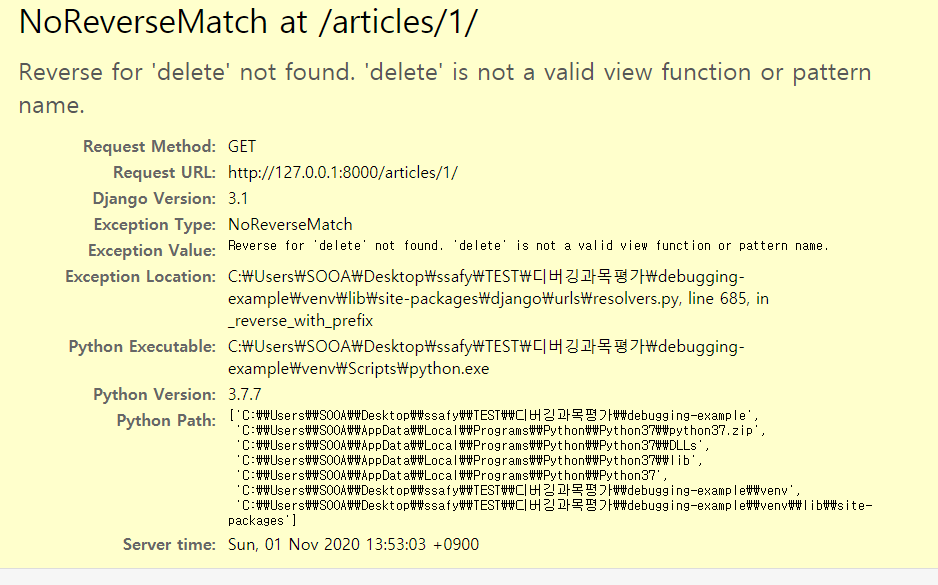 NoReverseMatch at /articles/1/
Reverse for 'delete' not found. 'delete' is not a valid view function or pattern
name.
Request Method: GET
Request URL: http://127.0.0.1:8000/articles/1/
Django Version: 3.1
Exception Type: NoReverseMatch
Exception Value: Reverse for 'delete' not found. 'delete' is not a valid view function or pattern name.
Exception Location: C:₩Users₩SOOA₩Desktop₩ssafy₩TEST₩디버깅과목평가₩debugging-
example₩venv₩lib₩site-packages₩django₩urls₩resolvers.py, line 685, in
_reverse_with_prefix
Python Executable: C:₩Users₩SOOA₩Desktop₩ssafy₩TEST₩디버깅과목평가₩debugging-
example₩venv₩Scripts₩python.exe
Python Version: 3.7.7
Python Path: ['C:₩₩Users₩₩SOOA₩₩Desktop₩₩ssafy₩₩TEST₩₩디버깅과목평가₩₩debugging-example',
'C:₩₩Users₩₩SOOA₩₩AppData₩₩Local₩₩Programs₩₩Python₩₩Python37₩₩python37.zip',
'C:₩₩Users₩₩SOOA₩₩AppData₩₩Local₩₩Programs₩₩Python₩₩Python37₩₩DLLs',
'C:₩₩Users₩₩SOOA₩₩AppData₩₩Local₩₩Programs₩₩Python₩₩Python37₩₩lib',
'C:₩₩Users₩₩SOOA₩₩AppData₩₩Local₩₩Programs₩₩Python₩₩Python37',
'C:₩₩Users₩₩SOOA₩₩Desktop₩₩ssafy₩₩TEST₩₩디버깅과목평가₩₩debugging-example₩₩venv',
'C:₩₩Users₩₩SOOA₩₩Desktop₩₩ssafy₩₩TEST₩₩디버깅과목평가₩₩debugging-example₩₩venv₩₩lib₩₩site-
packages']
Server time: Sun, 01 Nov 2020 13:53:03 +0900